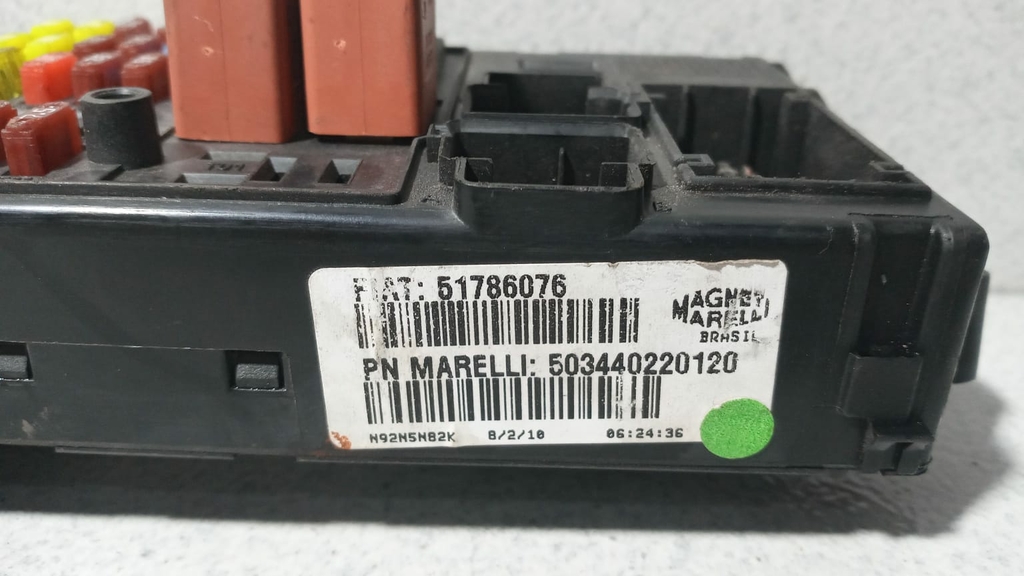 FIAT: 51786076
MAGNETI
MARELLI
BRASIL
PN MARELLI: 503440220120
N92N5N82K 8/2/10 06:24:36